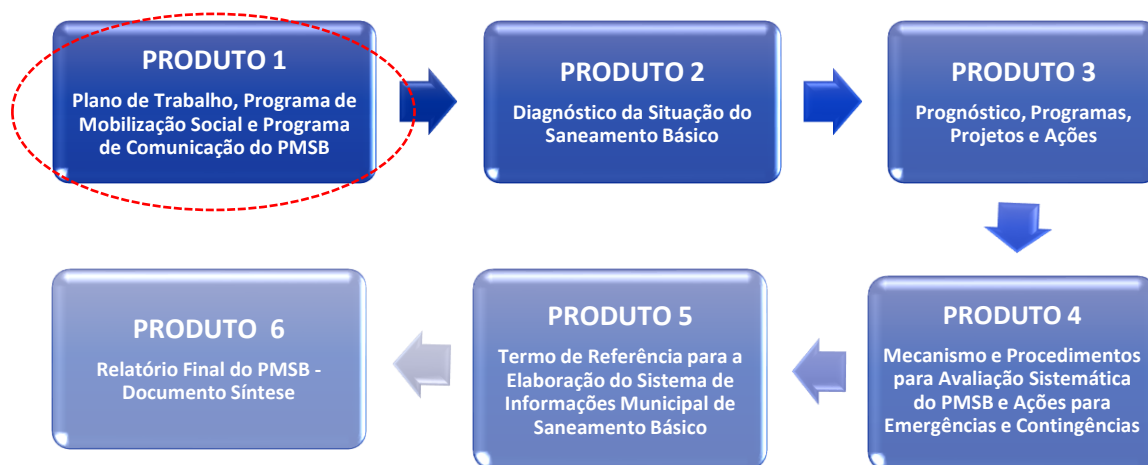 PRODUTO 1
Plano de Trabalho, Programa de
Mobilização Social e Programa
de Comunicação do PMSB
PRODUTO 2
Diagnóstico da Situação do
Saneamento Básico
PRODUTO 3
Prognóstico, Programas,
Projetos e Ações
PRODUTO 4
Mecanismo e Procedimentos
para Avaliação Sistemática
do PMSB e Ações para
Emergências e Contingências
PRODUTO 5
Termo de Referência para a
Elaboração do Sistema de
Informações Municipal de
Saneamento Básico
PRODUTO 6
Relatório Final do PMSB -
Documento Síntese